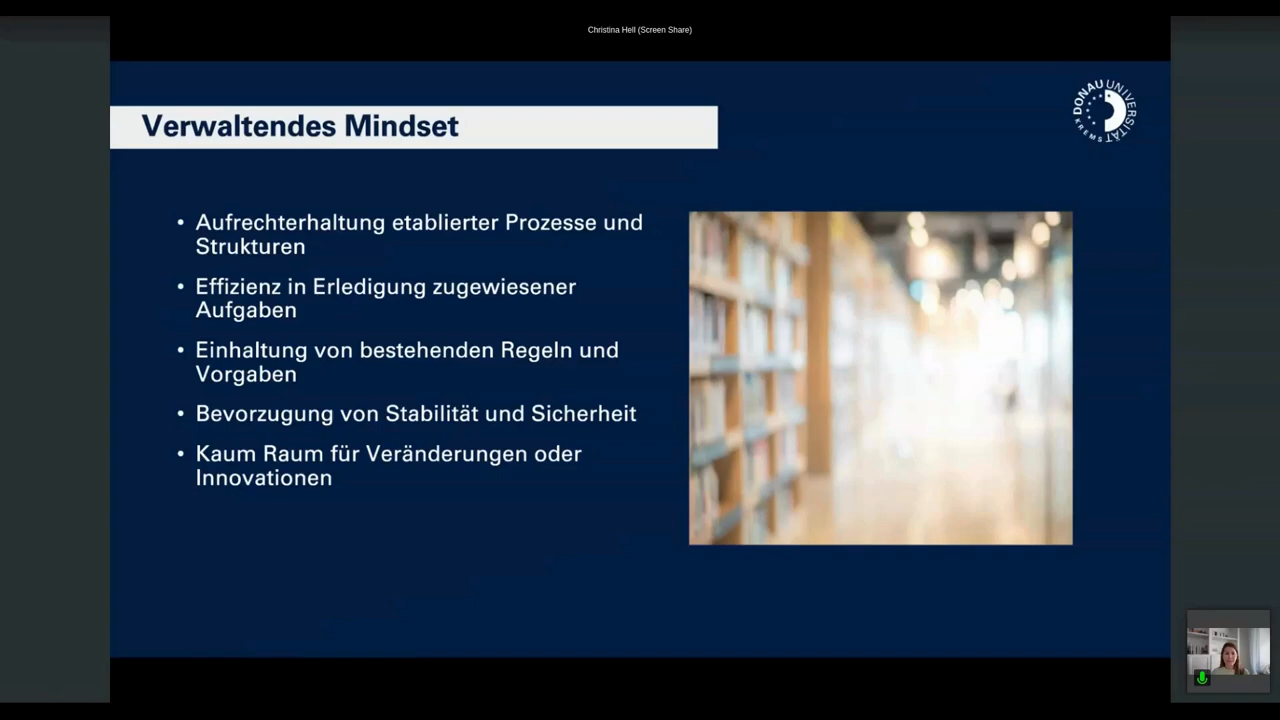 Christina Hell (Screen Share)
DONAU UNIVERSITÄT
KREMS
Verwaltendes Mindset
• Aufrechterhaltung etablierter Prozesse und
Strukturen
• Effizienz in Erledigung zugewiesener
Aufgaben
• Einhaltung von bestehenden Regeln und
Vorgaben
• Bevorzugung von Stabilität und Sicherheit
• Kaum Raum für Veränderungen oder
Innovationen